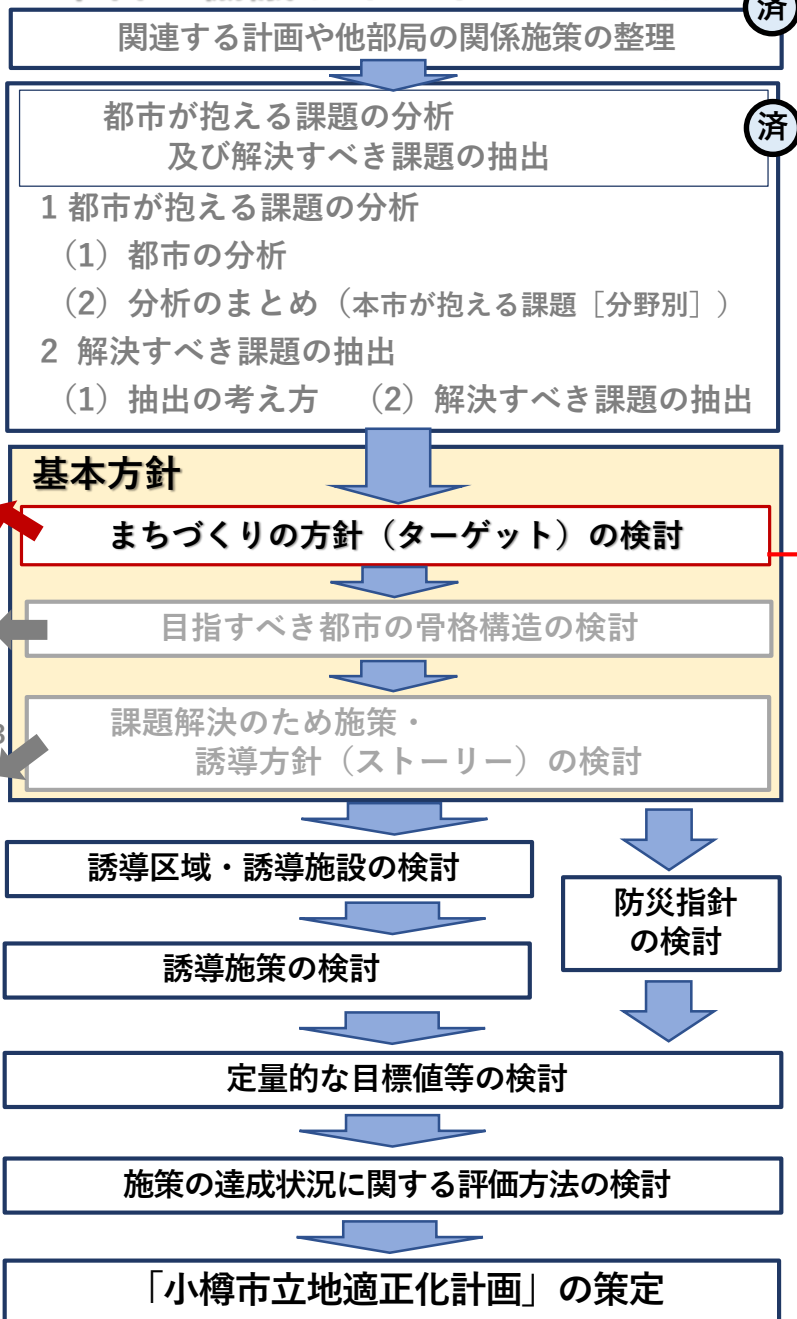 済
関連する計画や他部局の関係施策の整理
都市が抱える課題の分析
及び解決すべき課題の抽出
済
1 都市が抱える課題の分析
（1）都市の分析
（2）分析のまとめ（本市が抱える課題［分野別］）
2 解決すべき課題の抽出
（1）抽出の考え方 （2）解決すべき課題の抽出
基本方針
まちづくりの方針（ターゲット）の検討
目指すべき都市の骨格構造の検討
課題解決のため施策・
誘導方針（ストーリー）の検討
誘導区域・誘導施設の検討
防災指針
の検討
誘導施策の検討
定量的な目標値等の検討
施策の達成状況に関する評価方法の検討
「小樽市立地適正化計画」の策定